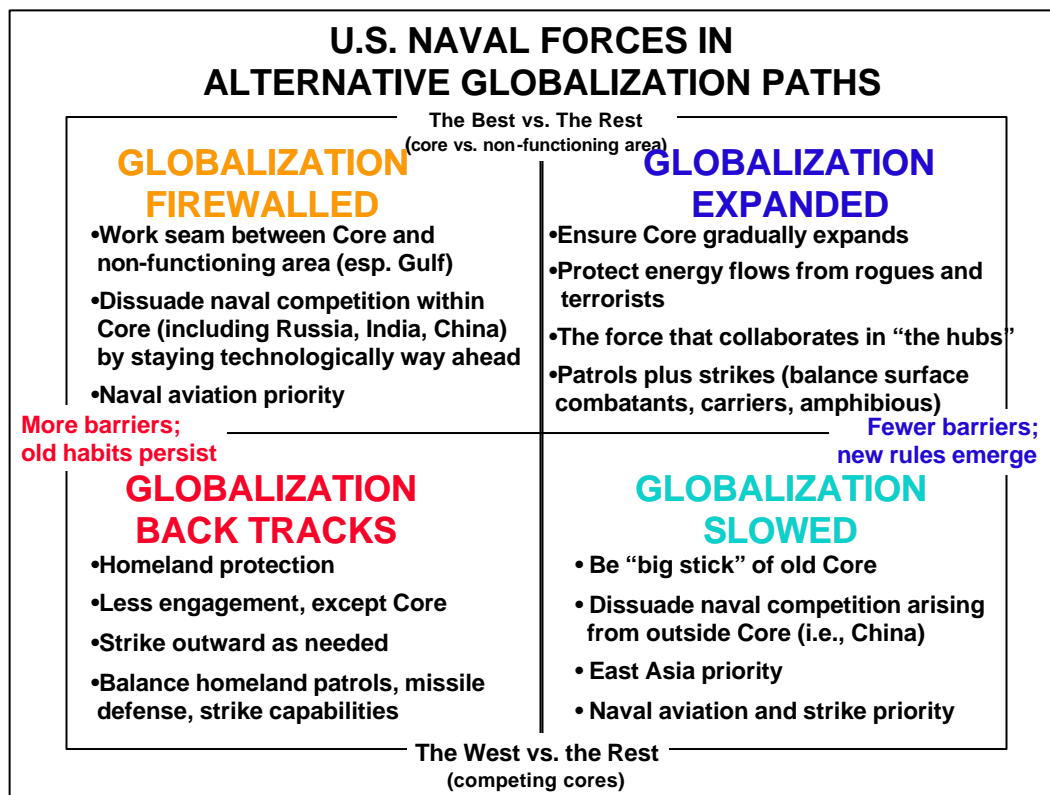 U.S. NAVAL FORCES IN
ALTERNATIVE GLOBALIZATION PATHS
The Best vs. The Rest
(core vs. non-functioning area)
GLOBALIZATION
FIREWALLED
•Work seam between Core and
non-functioning area (esp. Gulf)
•Dissuade naval competition within
Core (including Russia, India, China)
by staying technologically way ahead
•Naval aviation priority
GLOBALIZATION
EXPANDED
•Ensure Core gradually expands
•Protect energy flows from rogues and
terrorists
•The force that collaborates in “the hubs”
•Patrols plus strikes (balance surface
combatants, carriers, amphibious)
More barriers;
old habits persist
Fewer barriers;
new rules emerge
GLOBALIZATION
BACK TRACKS
•Homeland protection
•Less engagement, except Core
•Strike outward as needed
•Balance homeland patrols, missile
defense, strike capabilities
GLOBALIZATION
SLOWED
• Be “big stick” of old Core
• Dissuade naval competition arising
from outside Core (i.e., China)
• East Asia priority
• Naval aviation and strike priority
The West vs. the Rest
(competing cores)